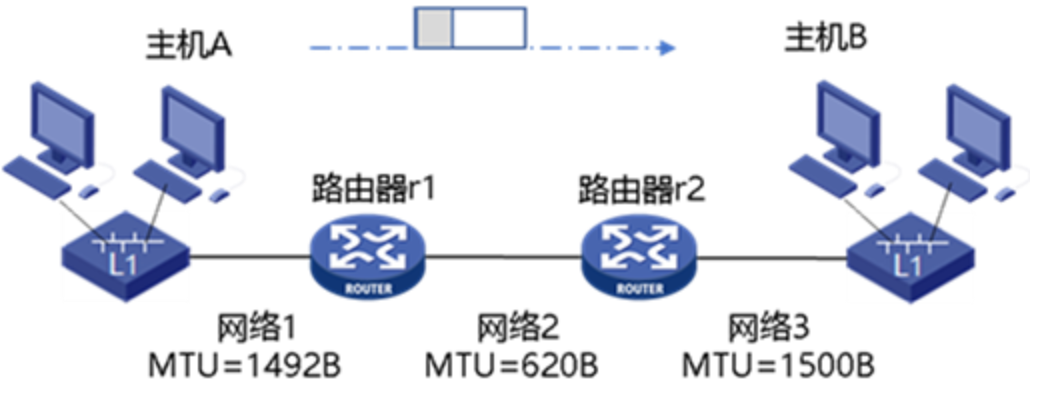 主机A
主机B
路由器r1
路由器r2
L1
ROUTER
ROUTER
L1
网络1
MTU=1492B
网络2
MTU=620B
网络3
MTU=1500B